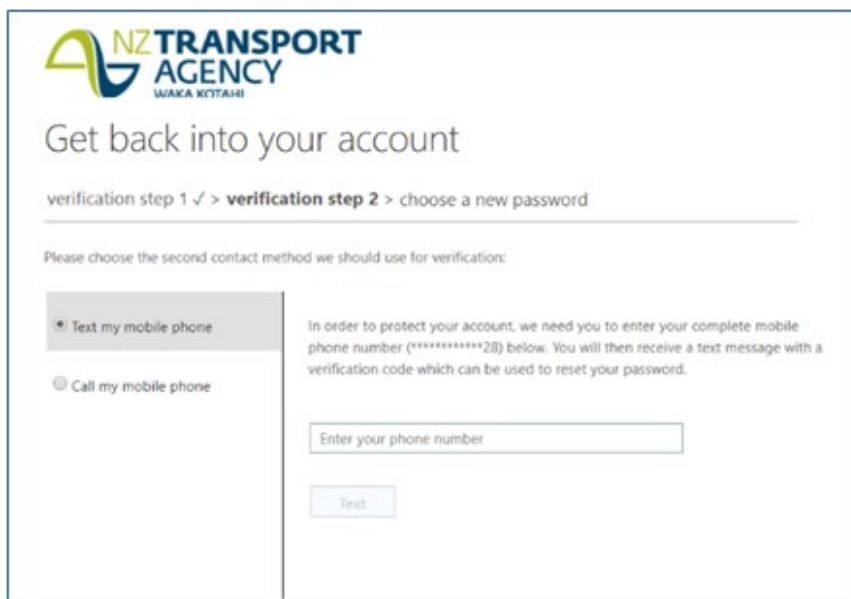 NZ TRANSPORT
AGENCY
WAKA KOTAHI
Get back into your account
verification step 1 ✓ > verification step 2 > choose a new password
Please choose the second contact method we should use for verification:
Text my mobile phone
Call my mobile phone
In order to protect your account, we need you to enter your complete mobile
phone number (************28) below. You will then receive a text message with a
verification code which can be used to reset your password.
Enter your phone number
Text